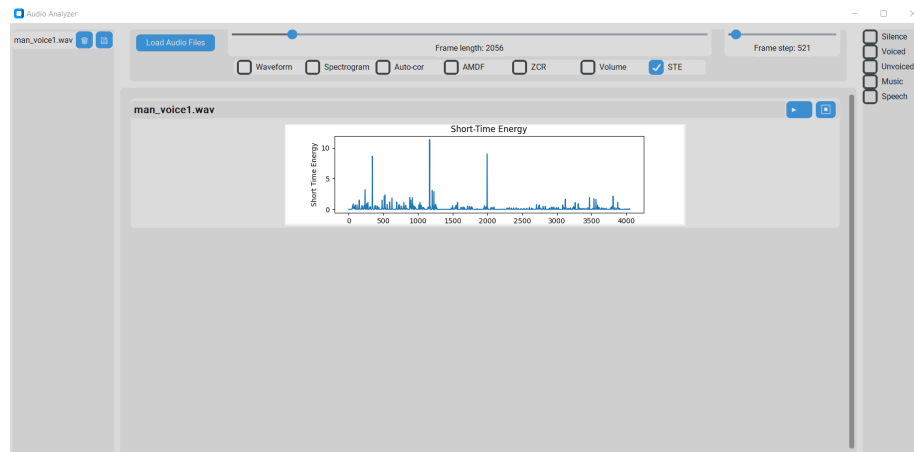 Audio Analyzer
man_voice1.wav
Load Audio Files
Frame length: 2056
Frame step: 521
Waveform Spectrogram Auto-cor AMDF ZCR Volume STE
Silence
Voiced
Unvoiced
Music
Speech
man_voice1.wav
Short-Time Energy
Short Time Energy
10
5
0
0 500 1000 1500 2000 2500 3000 3500 4000